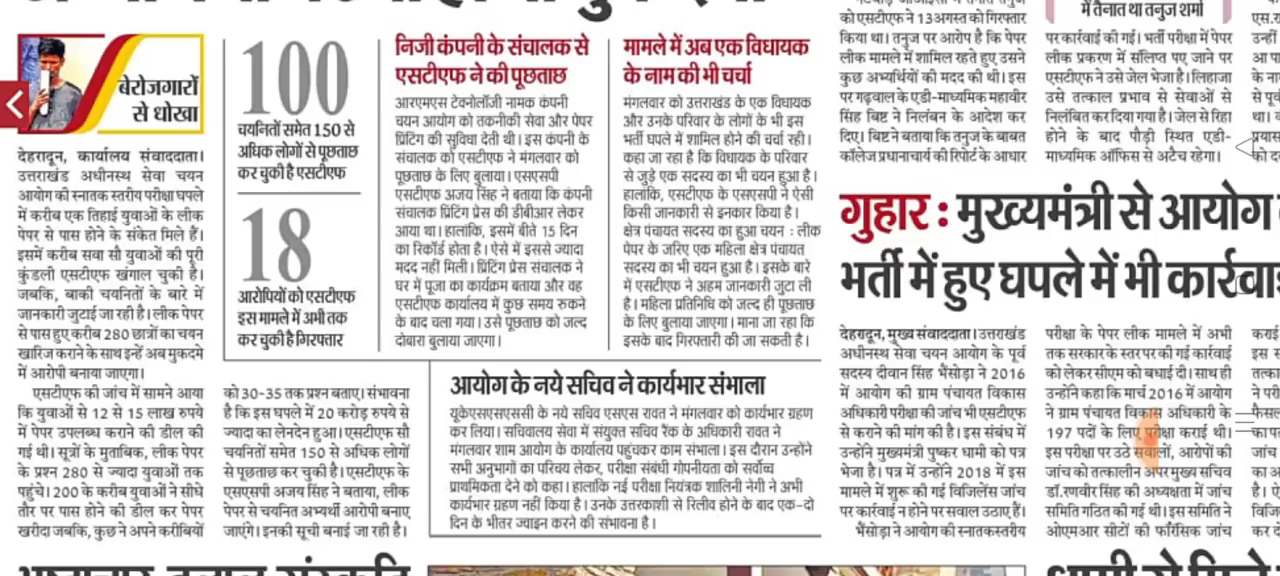 बेरोजगारों
से धोखा
देहरादून, कार्यालय संवाददाता।
उत्तराखंड अधीनस्थ सेवा चयन
आयोग की स्नातक स्तरीय परीक्षा घपले
में करीब एक तिहाई युवाओं के लीक
पेपर से पास होने के संकेत मिले हैं।
इसमें करीब सवा सौ युवाओं की पूरी
कुंडली एसटीएफ खंगाल चुकी है।
जबकि, बाकी चयनितों के बारे में
जानकारी जुटाई जा रही है। लीक पेपर
से पास हुए करीब 280 छात्रों का चयन
खारिज कराने के साथ इन्हें अब मुकदमे
में आरोपी बनाया जाएगा।
एसटीएफ की जांच में सामने आया
कि युवाओं से 12 से 15 लाख रुपये
में पेपर उपलब्ध कराने की डील की
गई थी। सूत्रों के मुताबिक, लीक पेपर
के प्रश्न 280 से ज्यादा युवाओं तक
पहुंचे। 200 के करीब युवाओं ने सीधे
तौर पर पास होने की डील कर पेपर
खरीदा जबकि, कुछ ने अपने करीबियों
100
चयनितों समेत 150 से
अधिक लोगों से पूछताछ
कर चुकी है एसटीएफ
18
आरोपियों को एसटीएफ
इस मामले में अभी तक
कर चुकी है गिरफ्तार
को 30-35 तक प्रश्न बताए। संभावना
है कि इस घपले में 20 करोड़ रुपये से
ज्यादा का लेनदेन हुआ। एसटीएफ सौ
चयनितों समेत 150 से अधिक लोगों
से पूछताछ कर चुकी है। एसटीएफ के
एसएसपी अजय सिंह ने बताया, लीक
पेपर से चयनित अभ्यर्थी आरोपी बनाए
जाएंगे। इनकी सूची बनाई जा रही है।
निजी कंपनी के संचालक से
एसटीएफ ने की पूछताछ
आरएमएस टेक्नोलॉजी नामक कंपनी
चयन आयोग को तकनीकी सेवा और पेपर
प्रिंटिंग की सुविधा देती थी। इस कंपनी के
संचालक को एसटीएफ ने मंगलवार को
पूछताछ के लिए बुलाया। एसएसपी
एसटीएफ अजय सिंह ने बताया कि कंपनी
संचालक प्रिंटिंग प्रेस की डीबीआर लेकर
आया था। हालांकि, इसमें बीते 15 दिन
का रिकॉर्ड होता है। ऐसे में इससे ज्यादा
मदद नहीं मिली। प्रिंटिंग प्रेस संचालक ने
घर में पूजा का कार्यक्रम बताया और वह
एसटीएफ कार्यालय में कुछ समय रुकने
के बाद चला गया। उसे पूछताछ को जल्द
दोबारा बुलाया जाएगा।
मामले में अब एक विधायक
के नाम की भी चर्चा
मंगलवार को उत्तराखंड के एक विधायक
और उनके परिवार के लोगों के भी इस
भर्ती घपले में शामिल होने की चर्चा रही।
कहा जा रहा है कि विधायक के परिवार
से जुड़े एक सदस्य का भी चयन हुआ है।
हालांकि, एसटीएफ के एसएसपी ने ऐसी
किसी जानकारी से इनकार किया है।
क्षेत्र पंचायत सदस्य का हुआ चयन : लीक
पेपर के जरिए एक महिला क्षेत्र पंचायत
सदस्य का भी चयन हुआ है। इसके बारे
में एसटीएफ ने अहम जानकारी जुटा ली
है। महिला प्रतिनिधि को जल्द ही पूछताछ
के लिए बुलाया जाएगा। माना जा रहा कि
इसके बाद गिरफ्तारी की जा सकती है।
आयोग के नये सचिव ने कार्यभार संभाला
यूकेएसएसएससी के नये सचिव एसएस रावत ने मंगलवार को कार्यभार ग्रहण
कर लिया। सचिवालय सेवा में संयुक्त सचिव रैंक के अधिकारी रावत ने
मंगलवार शाम आयोग के कार्यालय पहुंचकर काम संभाला। इस दौरान उन्होंने
सभी अनुभागों का परिचय लेकर, परीक्षा संबंधी गोपनीयता को सर्वोच्च
प्राथमिकता देने को कहा। हालांकि नई परीक्षा नियंत्रक शालिनी नेगी ने अभी
कार्यभार ग्रहण नहीं किया है। उनके उत्तरकाशी से रिलीव होने के बाद एक-दो
दिन के भीतर ज्वाइन करने की संभावना है।
को एसटीएफ ने 13 अगस्त को गिरफ्तार
किया था। तनुज पर आरोप है कि पेपर
लीक मामले में शामिल रहते हुए उसने
कुछ अभ्यर्थियों की मदद की थी। इस
पर गढ़वाल के एडी-माध्यमिक महावीर
सिंह बिष्ट ने निलंबन के आदेश कर
दिए। बिष्ट ने बताया कि तनुज के बाबत
कॉलेज प्रधानाचार्य की रिपोर्ट के आधार
में तैनात था तनुज शर्मा
पर कार्रवाई की गई। भर्ती परीक्षा में पेपर
लीक प्रकरण में संलिप्त पाए जाने पर
एसटीएफ ने उसे जेल भेजा है। लिहाजा
उसे तत्काल प्रभाव से सेवाओं से
निलंबित कर दिया गया है। जेल से रिहा
होने के बाद पौड़ी स्थित एडी-
माध्यमिक ऑफिस से अटैच रहेगा।
गुहार : मुख्यमंत्री से आयोग
भर्ती में हुए घपले में भी
देहरादून, मुख्य संवाददाता। उत्तराखंड
अधीनस्थ सेवा चयन आयोग के पूर्व
सदस्य दीवान सिंह भैंसोड़ा ने 2016
में आयोग की ग्राम पंचायत विकास
अधिकारी परीक्षा की जांच भी एसटीएफ
से कराने की मांग की है। इस संबंध में
उन्होंने मुख्यमंत्री पुष्कर धामी को पत्र
भेजा है। पत्र में उन्होंने 2018 में इस
मामले में शुरू की गई विजिलेंस जांच
पर कार्रवाई न होने पर सवाल उठाए हैं।
भैंसोड़ा ने आयोग की स्नातक स्तरीय
परीक्षा के पेपर लीक मामले में अभी
तक सरकार के स्तर पर की गई कार्रवाई
को लेकर सीएम को बधाई दी। साथ ही
उन्होंने कहा कि मार्च 2016 में आयोग
ने ग्राम पंचायत विकास अधिकारी के
197 पदों के लिए परीक्षा कराई थी।
इस परीक्षा पर उठे सवालों, आरोपों की
जांच को तत्कालीन अपर मुख्य सचिव
डॉ.रणवीर सिंह की अध्यक्षता में जांच
समिति गठित की गई थी। इस समिति ने
ओएमआर सीटों की फॉरेंसिक जांच